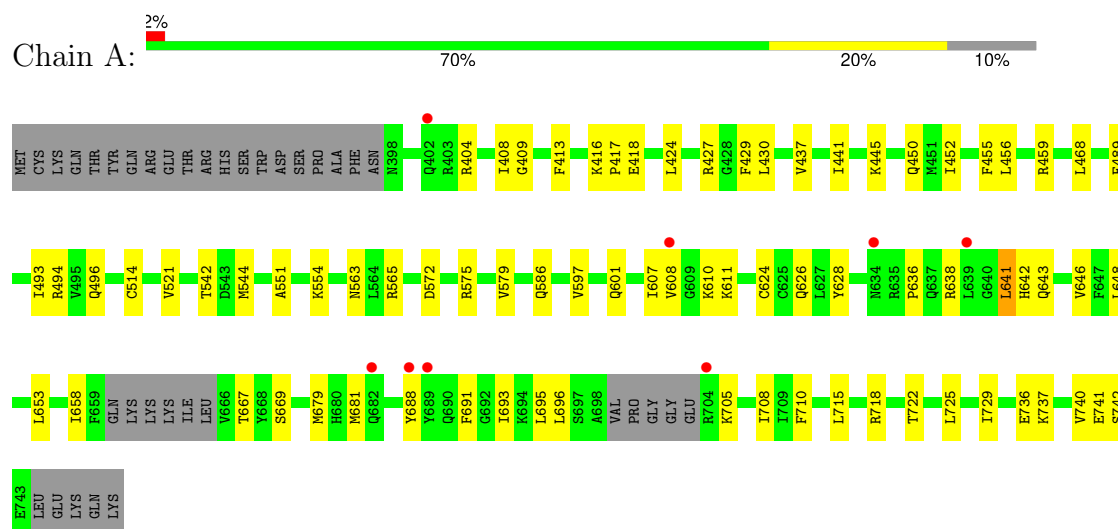 2%
Chain A:
70% 20% 10%
MET CYS LYS GLN THR TYR GLN ARG GLU THR ARG HIS SER TRP ASP SER PRO ALA PHE ASN N398 Q402 R403 R404 I408 G409 F413 K416 P417 E418 L424 R427 G428 F429 L430 V437 I441 K445 Q450 M451 I452 F455 L456 R459 L468
I493 R494 V495 Q496 C514 V521 T542 D543 M544 A551 K554 N563 L564 R565 D572 R575 V579 Q586 V597 Q601 I607 V608 G609 K610 K611 C624 C625 Q626 L627 Y628 N634 R635 P636 Q637 R638 L639 G640 L641 H642 Q643 V646 F647 L648
L653 I658 F659 GLN LYS LYS LYS ILE LEU V666 T667 Y668 S669 M679 H680 M681 Q682 Y688 Y689 Q690 F691 G692 I693 K694 L695 L696 S697 A698 VAL PRO GLY GLY GLU R704 K705 I708 I709 F710 L715 R718 T722 L725 I729 E736 K737 V740 E741 S742
E743 LEU GLU LYS GLN LYS